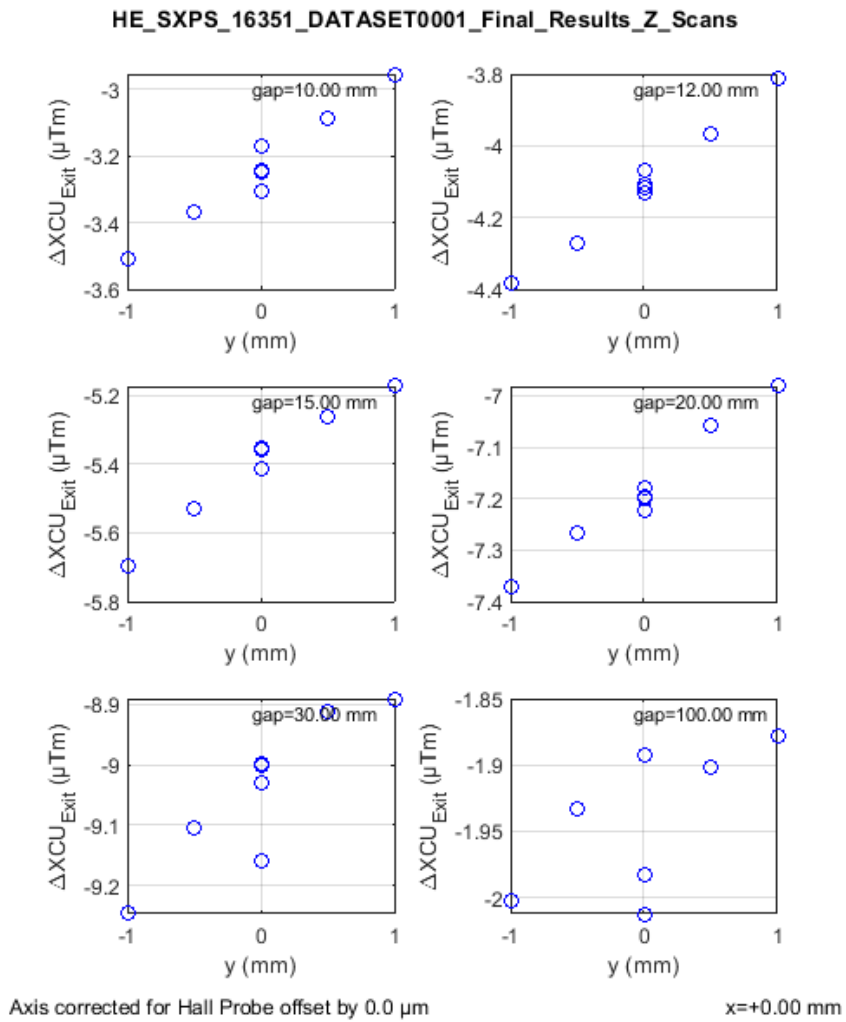 HE_SXPS_16351_DATASET0001_Final_Results_Z_Scans
gap=10.00 mm
-3
-3.2
-3.4
-3.6
ΔXCU_Exit (µTm)
-1 0 1
y (mm)
gap=12.00 mm
-3.8
-4
-4.2
-4.4
ΔXCU_Exit (µTm)
-1 0 1
y (mm)
gap=15.00 mm
-5.2
-5.4
-5.6
-5.8
ΔXCU_Exit (µTm)
-1 0 1
y (mm)
gap=20.00 mm
-7
-7.1
-7.2
-7.3
-7.4
ΔXCU_Exit (µTm)
-1 0 1
y (mm)
gap=30.00 mm
-8.9
-9
-9.1
-9.2
ΔXCU_Exit (µTm)
-1 0 1
y (mm)
gap=100.00 mm
-1.85
-1.9
-1.95
-2
ΔXCU_Exit (µTm)
-1 0 1
y (mm)
Axis corrected for Hall Probe offset by 0.0 µm
x=+0.00 mm